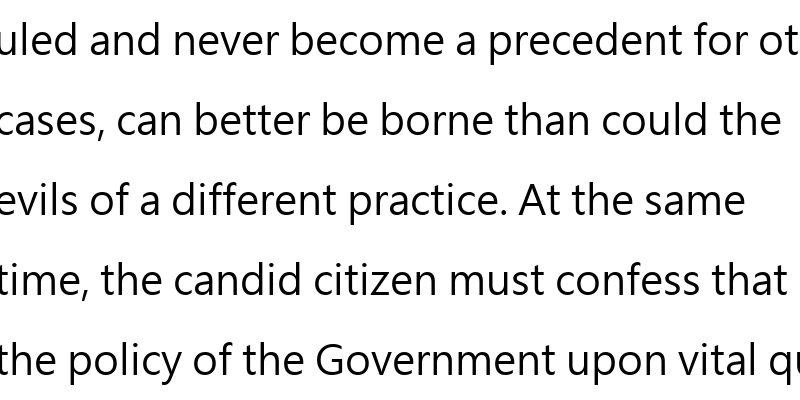 uled and never become a precedent for ot
cases, can better be borne than could the
evils of a different practice. At the same
time, the candid citizen must confess that
the policy of the Government upon vital qu